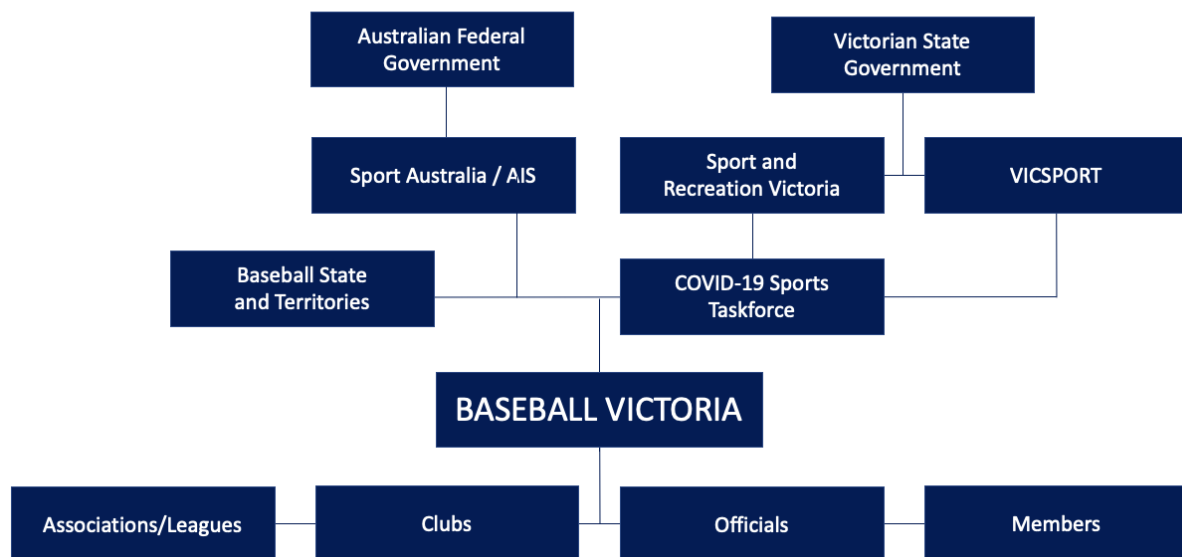 Australian Federal
Government
Victorian State
Government
Sport Australia / AIS
Sport and
Recreation Victoria
VICSPORT
Baseball State
and Territories
COVID-19 Sports
Taskforce
BASEBALL VICTORIA
Associations/Leagues
Clubs
Officials
Members